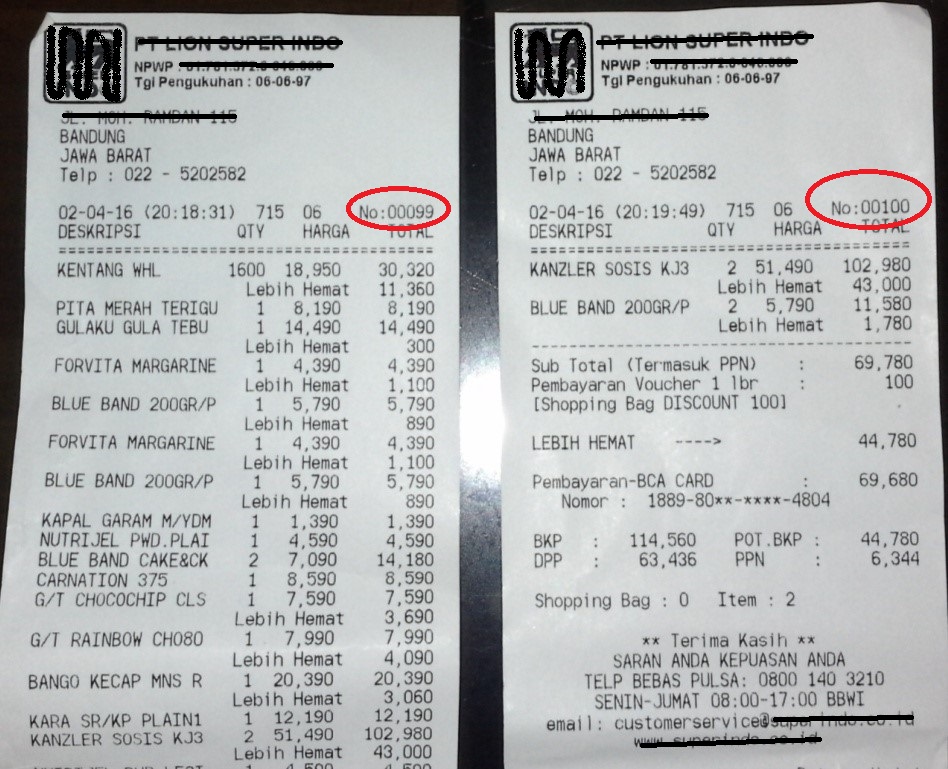 PT LION SUPER INDO
NPWP :
Tgl Pengukuhan : 06-06-97
JL. MOH. RAMDAN 115
BANDUNG
JAWA BARAT
Telp : 022 - 5202582
02-04-16 (20:18:31) 715 06 No:00099
DESKRIPSI QTY HARGA TOTAL
KENTANG WHL 1600 18,950 30,320
Lebih Hemat 11,360
PITA MERAH TERIGU 1 8,190 8,190
GULAKU GULA TEBU 1 14,490 14,490
Lebih Hemat 300
FORVITA MARGARINE 1 4,390 4,390
Lebih Hemat 1,100
BLUE BAND 200GR/P 1 5,790 5,790
Lebih Hemat 890
FORVITA MARGARINE 1 4,390 4,390
Lebih Hemat 1,100
BLUE BAND 200GR/P 1 5,790 5,790
Lebih Hemat 890
KAPAL GARAM M/YDM 1 1,390 1,390
NUTRIJEL PWD.PLAI 1 4,590 4,590
BLUE BAND CAKE&CK 2 7,090 14,180
CARNATION 375 1 8,590 8,590
G/T CHOCOCHIP CLS 1 7,590 7,590
Lebih Hemat 3,690
G/T RAINBOW CHO80 1 7,990 7,990
Lebih Hemat 4,090
BANGO KECAP MNS R 1 20,390 20,390
Lebih Hemat 3,060
KARA SR/KP PLAIN1 1 12,190 12,190
KANZLER SOSIS KJ3 2 51,490 102,980
Lebih Hemat 43,000
PT LION SUPER INDO
NPWP :
Tgl Pengukuhan : 06-06-97
JL. MOH. RAMDAN 115
BANDUNG
JAWA BARAT
Telp : 022 - 5202582
02-04-16 (20:19:49) 715 06 No:00100
DESKRIPSI QTY HARGA TOTAL
KANZLER SOSIS KJ3 2 51,490 102,980
Lebih Hemat 43,000
BLUE BAND 200GR/P 2 5,790 11,580
Lebih Hemat 1,780
Sub Total (Termasuk PPN) : 69,780
Pembayaran Voucher 1 lbr : 100
[Shopping Bag DISCOUNT 100]
LEBIH HEMAT ----> 44,780
Pembayaran-BCA CARD : 69,680
Nomor : 1889-80**-****-4804
BKP : 114,560 POT.BKP : 44,780
DPP : 63,436 PPN : 6,344
Shopping Bag : 0 Item : 2
** Terima Kasih **
SARAN ANDA KEPUASAN ANDA
TELP BEBAS PULSA: 0800 140 3210
SENIN-JUMAT 08:00-17:00 BBWI
email: customerservice@superindo.co.id
www.superindo.co.id